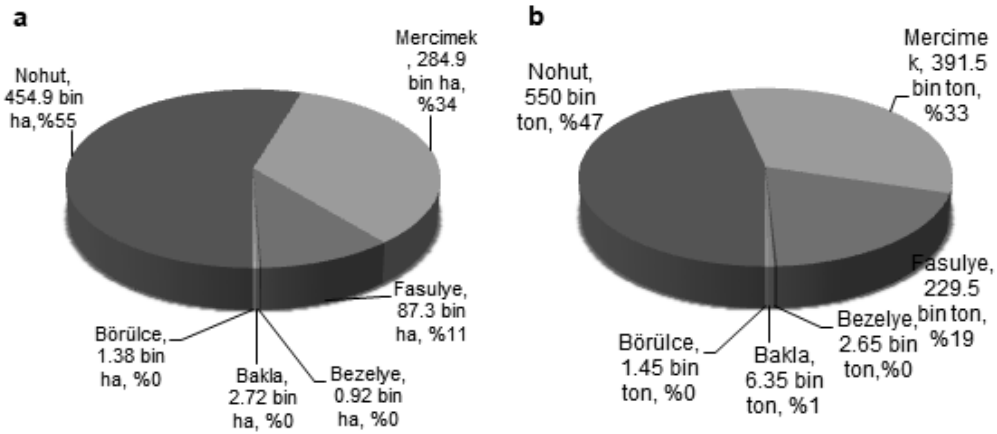 a
Mercimek
, 284.9
bin ha,
%34
Nohut,
454.9 bin
ha,%55
Fasulye,
87.3 bin
ha, %11
Börülce,
1.38 bin
ha, %0
Bakla,
2.72 bin
ha, %0
Bezelye,
0.92 bin
ha, %0
b
Mercime
k, 391.5
bin ton,
%33
Nohut,
550 bin
ton, %47
Fasulye,
229.5
bin ton,
%19
Bezelye,
2.65 bin
ton,%0
Börülce,
1.45 bin
ton, %0
Bakla,
6.35 bin
ton, %1